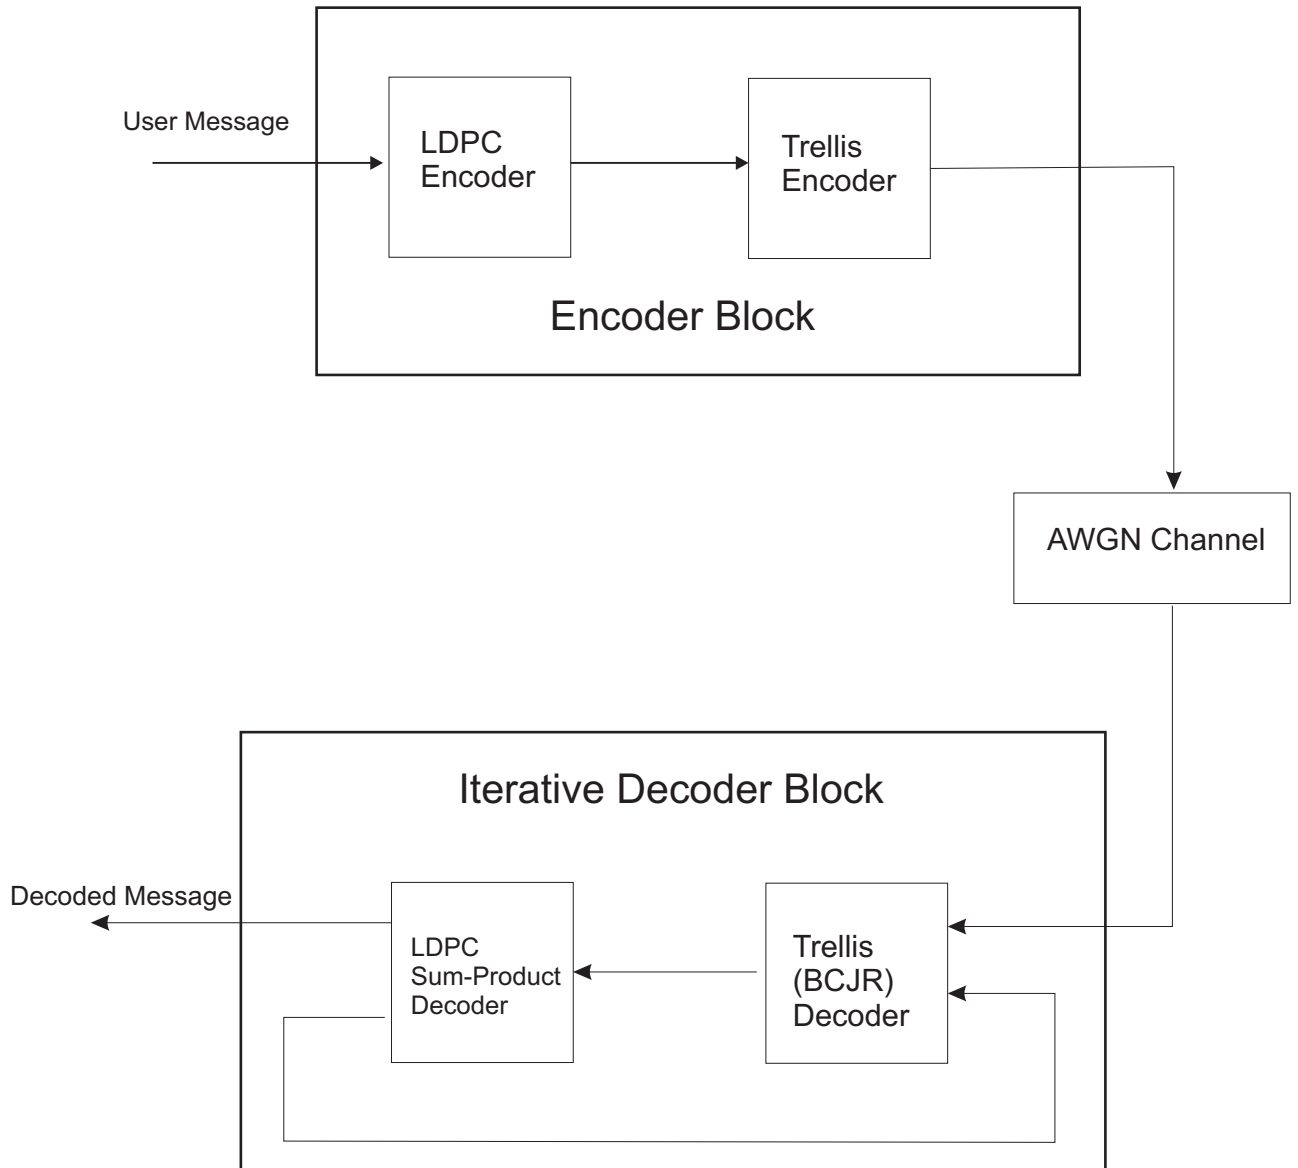 User Message
LDPC
Encoder
Trellis
Encoder
Encoder Block
AWGN Channel
Iterative Decoder Block
Decoded Message
LDPC
Sum-Product
Decoder
Trellis
(BCJR)
Decoder